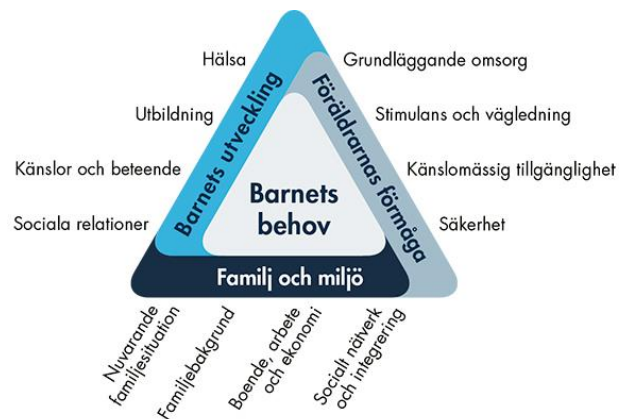 Hälsa
Utbildning
Känslor och beteende
Sociala relationer
Barnets utveckling
Grundläggande omsorg
Stimulans och vägledning
Känslomässig tillgänglighet
Säkerhet
Föräldrarnas förmåga
Barnets
behov
Familj och miljö
Nuvarande
familjesituation
Familjebakgrund
Boende, arbete
och ekonomi
Socialt nätverk
och integrering